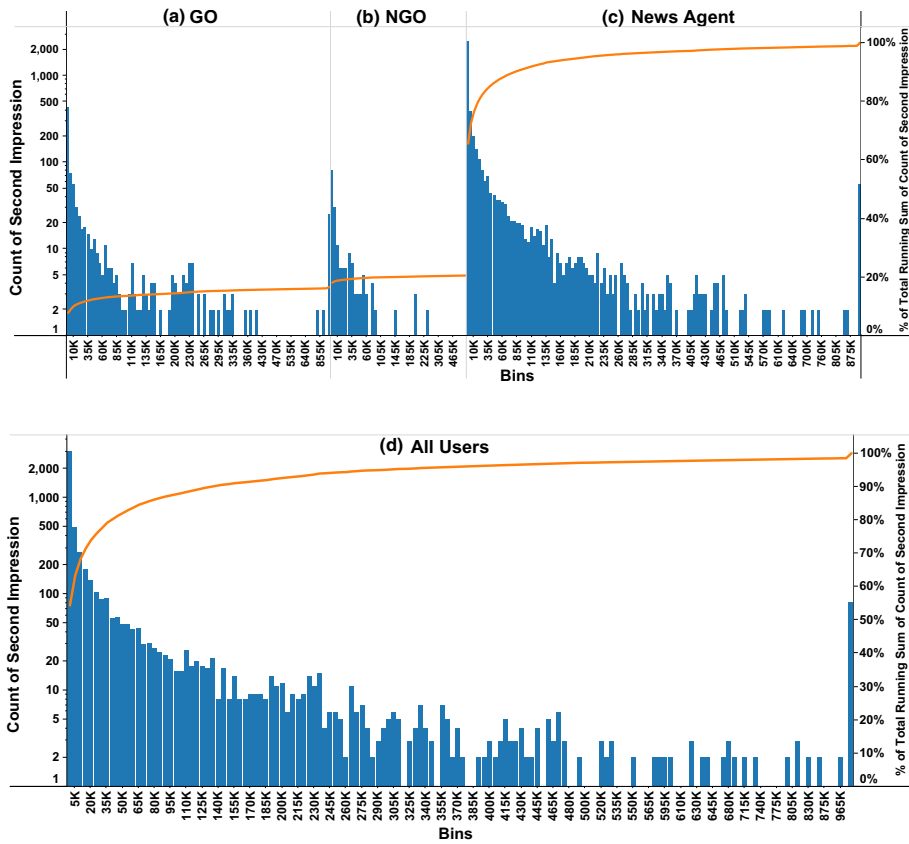 (a) GO
(b) NGO
(c) News Agent
Count of Second Impression
2,000
1,000
500
200
100
50
20
10
5
2
1
100%
80%
60%
40%
20%
0%
% of Total Running Sum of Count of Second Impression
10K 35K 60K 85K 110K 135K 165K 200K 230K 265K 295K 335K 430K 470K 535K 640K 855K
10K 35K 60K 105K 145K 185K 225K 305K 465K
10K 35K 60K 85K 110K 135K 160K 185K 210K 235K 260K 285K 315K 340K 370K 405K 430K 465K 510K 545K 570K 610K 640K 700K 760K 805K 875K
Bins
(d) All Users
Count of Second Impression
2,000
1,000
500
200
100
50
20
10
5
2
1
100%
90%
80%
70%
60%
50%
40%
30%
20%
10%
0%
% of Total Running Sum of Count of Second Impression
5K 20K 35K 50K 65K 80K 95K 110K 125K 140K 155K 170K 185K 200K 215K 230K 245K 260K 275K 290K 305K 325K 340K 355K 370K 385K 400K 415K 430K 445K 465K 480K 500K 520K 535K 550K 595K 610K 630K 645K 680K 715K 740K 775K 805K 830K 875K 965K
Bins